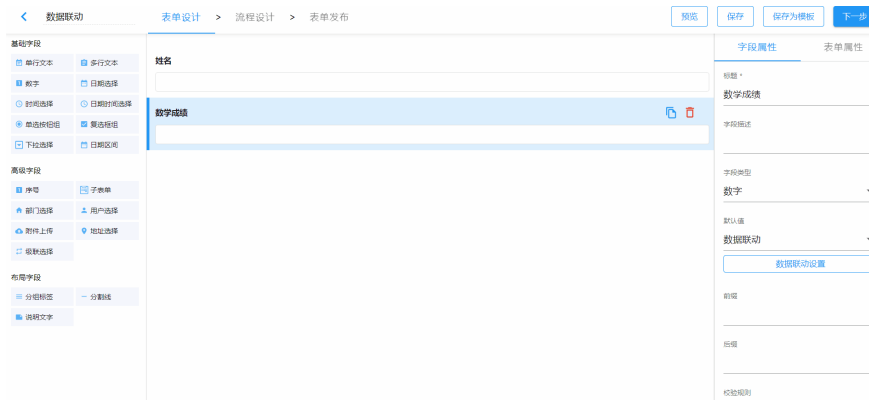 数据联动
表单设计 > 流程设计 > 表单发布
预览 保存 保存为模板 下一步
基础字段
单行文本 多行文本
数字 日期选择
时间选择 日期时间选择
单选按钮组 复选框组
下拉选择 日期区间
高级字段
序号 子表单
部门选择 用户选择
附件上传 地址选择
级联选择
布局字段
分组标签 分割线
说明文字
姓名
数学成绩
字段属性 表单属性
标题 *
数学成绩
字段描述
字段类型
数字
默认值
数据联动
数据联动设置
前缀
后缀
校验规则